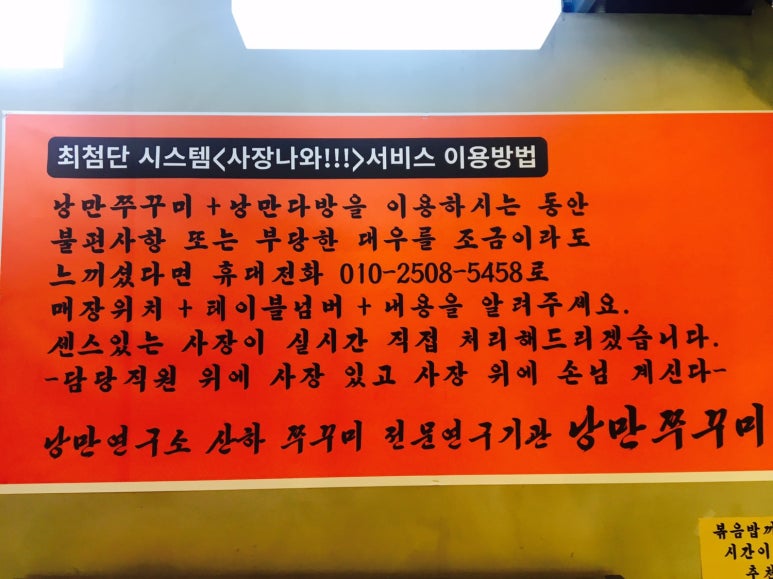 최첨단 시스템<사장나와!!!>서비스 이용방법
낭만쭈꾸미+낭만다방을 이용하시는 동안
불편사항 또는 부당한 대우를 조금이라도
느끼셨다면 휴대전화 010-2508-5458로
매장위치+테이블넘버+내용을 알려주세요.
센스있는 사장이 실시간 직접 처리해드리겠습니다.
-담당직원 위에 사장 있고 사장 위에 손님 계신다-
낭만연구소 산하 쭈꾸미 전문연구기관 낭만쭈꾸미
볶음밥
시간이